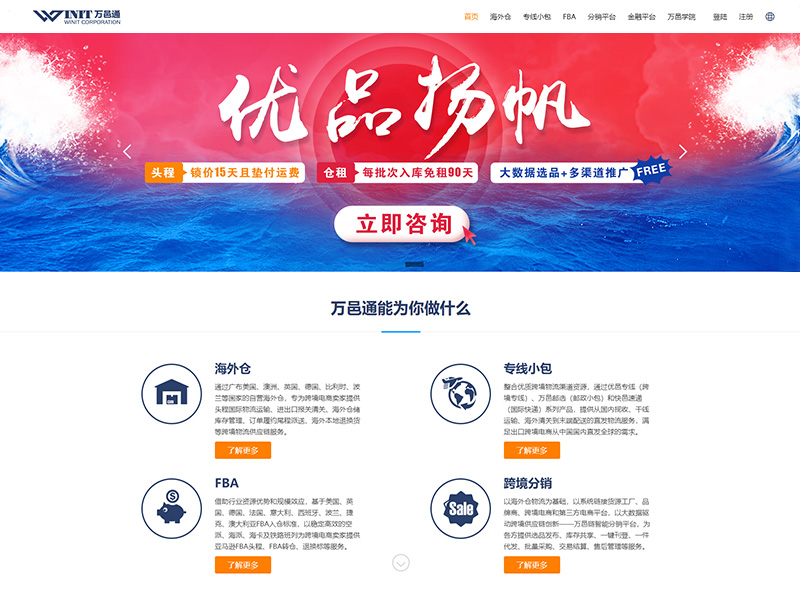 WINIT 万邑通
WINIT CORPORATION
首页 海外仓 专线小包 FBA 分销平台 金融平台 万邑学院 登陆 注册
优品扬帆
头程 锁价15天且垫付运费 仓租 每批次入库免租90天 大数据选品+多渠道推广 FREE
立即咨询
万邑通能为你做什么
海外仓
通过广布美国、澳洲、英国、德国、比利时、波
兰等国家的自营海外仓，专为跨境电商卖家提供
头程国际物流运输、进出口报关清关、海外仓储
库存管理、订单履约尾程派送、海外本地退换货
等跨境物流供应链服务。
了解更多
专线小包
整合优质跨境物流渠道资源，通过优邑专线（跨
境专线）、万邑邮选（邮政小包）和快邑速递
（国际快递）系列产品，提供从国内揽收、干线
运输、海外清关到末端配送的直发物流服务，满
足出口跨境电商从中国国内直发全球的需求。
了解更多
FBA
借助行业资源优势和规模效应，基于美国、英
国、德国、法国、意大利、西班牙、波兰、捷
克、澳大利亚FBA入仓标准，以稳定高效的空
派、海派、海卡及铁路班列为跨境电商卖家提供
亚马逊FBA头程、FBA转仓、退换标等服务。
了解更多
Sale
跨境分销
以海外仓物流为基础，以系统链接货源工厂、品
牌商、跨境电商和第三方电商平台，以大数据驱
动跨境供应链创新——万邑链智能分销平台，为
各方提供选品发布、库存共享、一键刊登、一件
代发、批量采购、交易结算、售后管理等服务。
了解更多